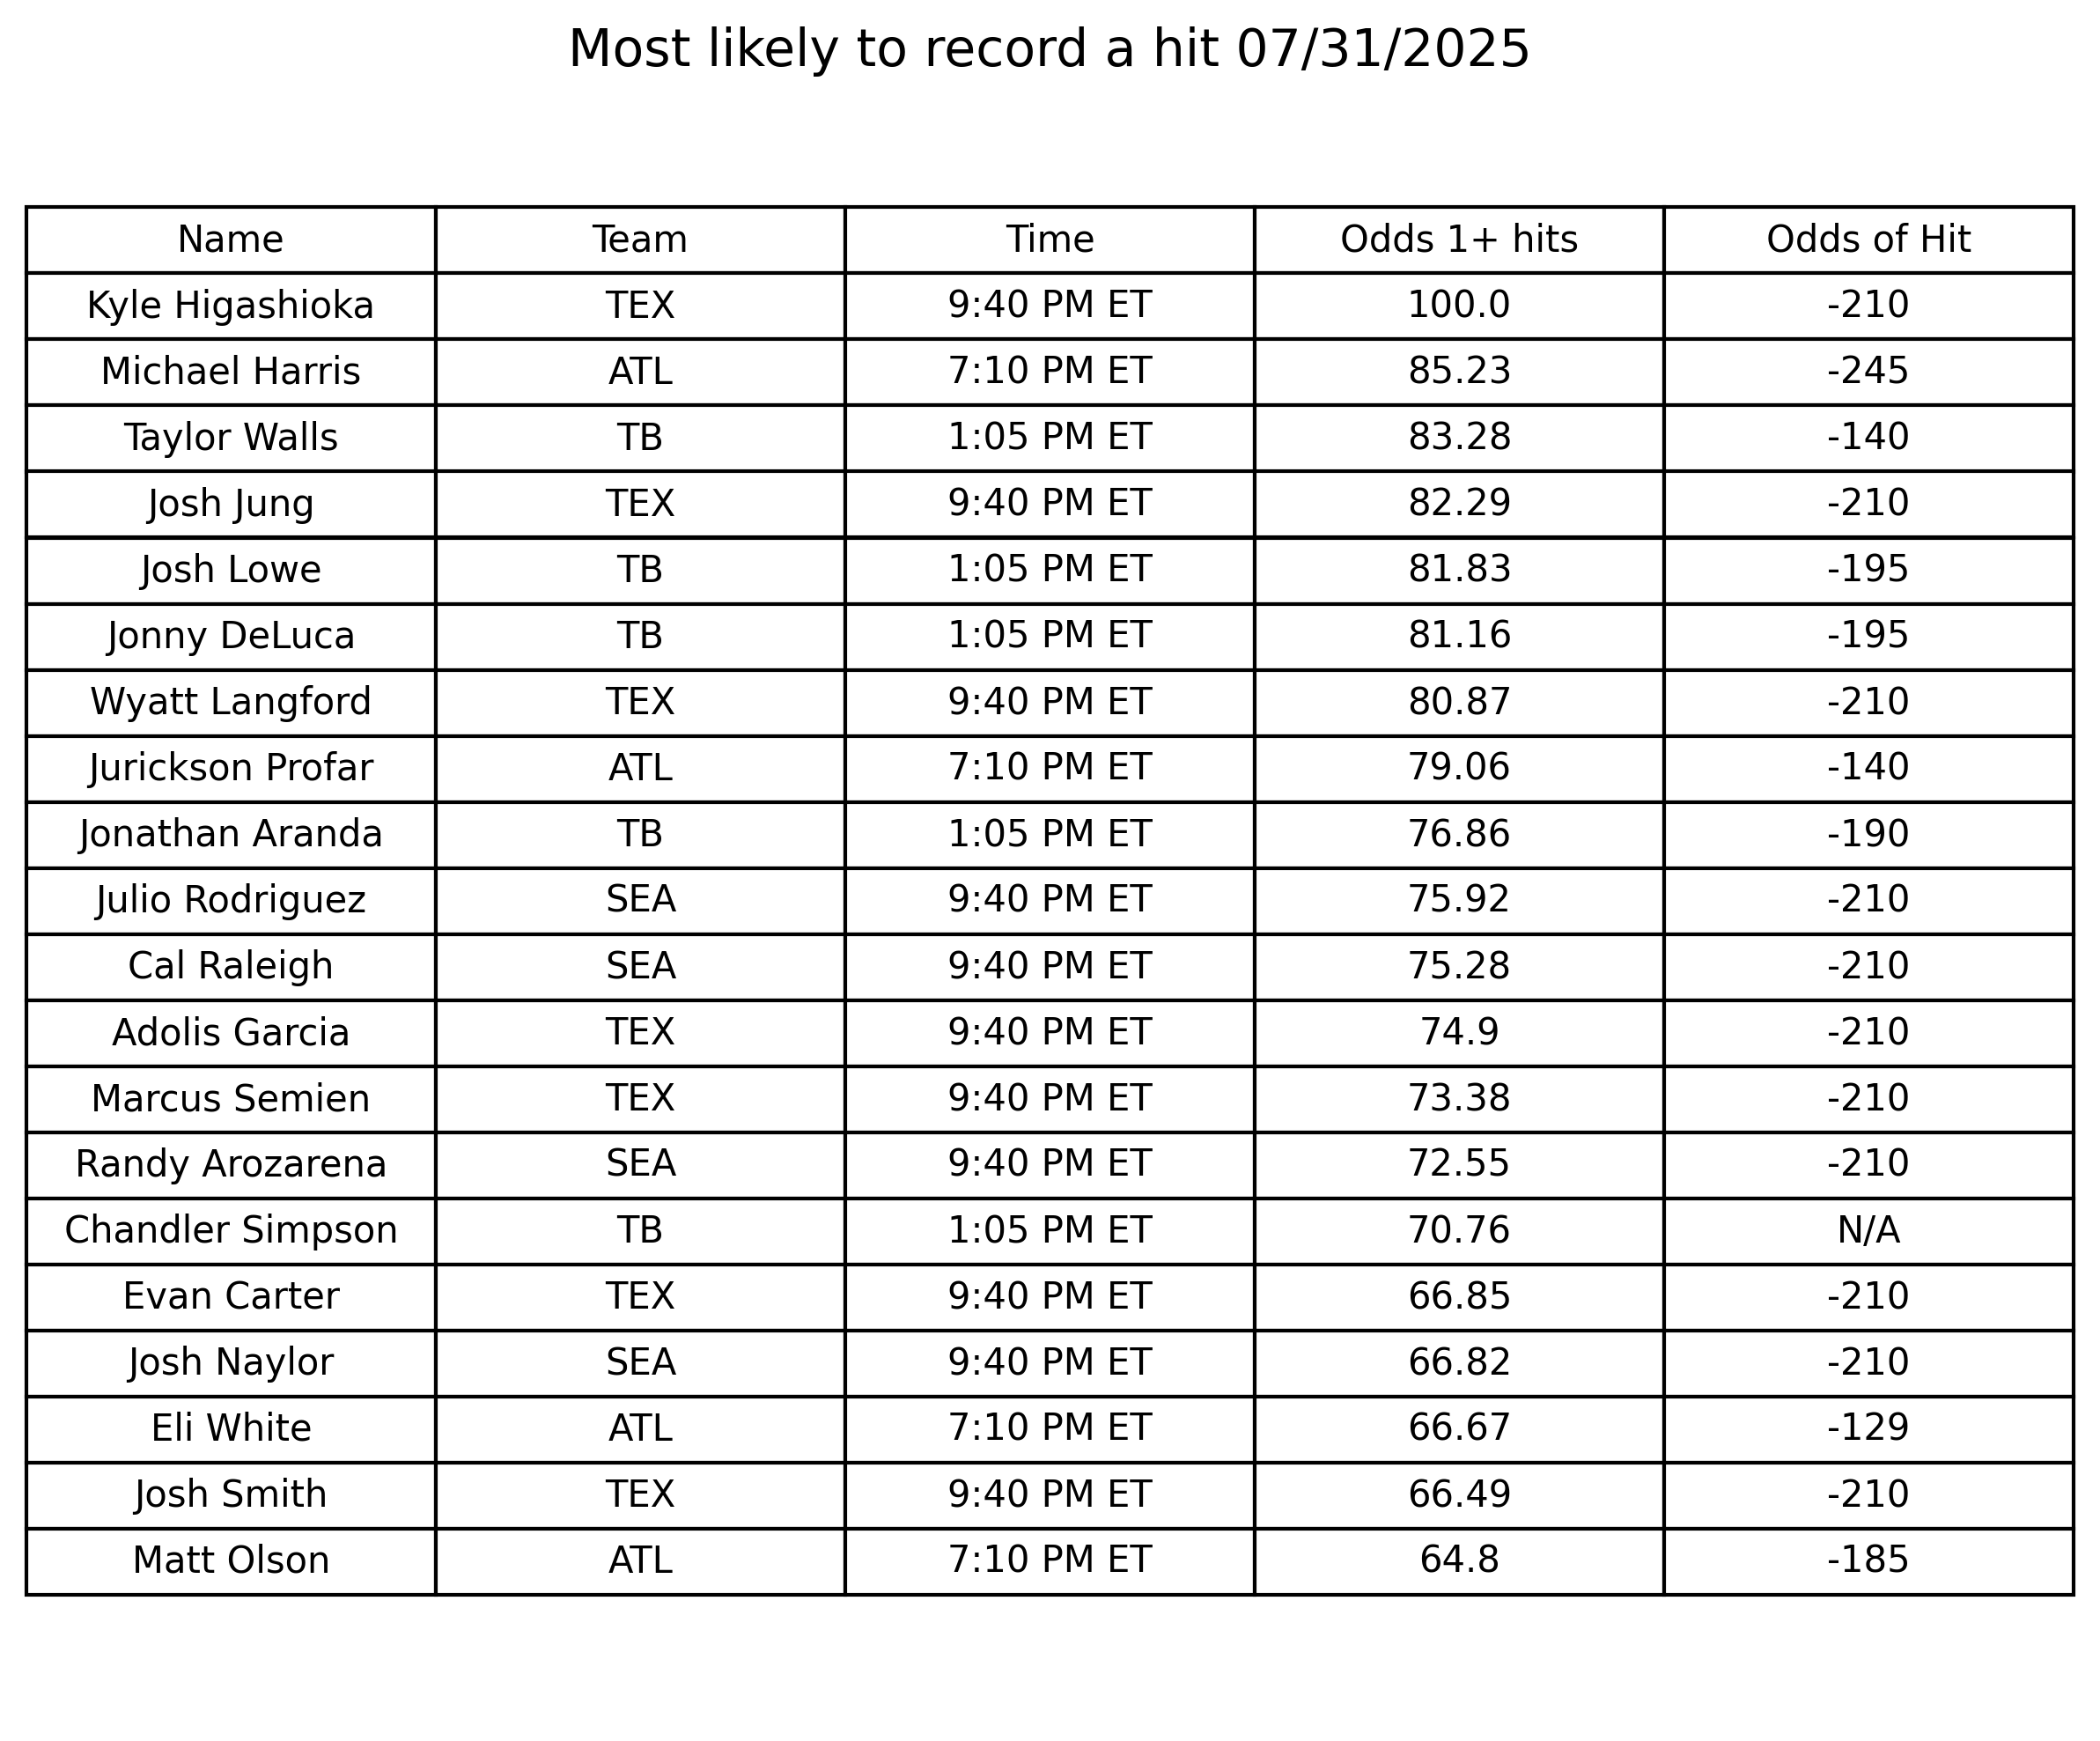 Most likely to record a hit 07/31/2025
Name Team Time Odds 1+ hits Odds of Hit
Kyle Higashioka TEX 9:40 PM ET 100.0 -210
Michael Harris ATL 7:10 PM ET 85.23 -245
Taylor Walls TB 1:05 PM ET 83.28 -140
Josh Jung TEX 9:40 PM ET 82.29 -210
Josh Lowe TB 1:05 PM ET 81.83 -195
Jonny DeLuca TB 1:05 PM ET 81.16 -195
Wyatt Langford TEX 9:40 PM ET 80.87 -210
Jurickson Profar ATL 7:10 PM ET 79.06 -140
Jonathan Aranda TB 1:05 PM ET 76.86 -190
Julio Rodriguez SEA 9:40 PM ET 75.92 -210
Cal Raleigh SEA 9:40 PM ET 75.28 -210
Adolis Garcia TEX 9:40 PM ET 74.9 -210
Marcus Semien TEX 9:40 PM ET 73.38 -210
Randy Arozarena SEA 9:40 PM ET 72.55 -210
Chandler Simpson TB 1:05 PM ET 70.76 N/A
Evan Carter TEX 9:40 PM ET 66.85 -210
Josh Naylor SEA 9:40 PM ET 66.82 -210
Eli White ATL 7:10 PM ET 66.67 -129
Josh Smith TEX 9:40 PM ET 66.49 -210
Matt Olson ATL 7:10 PM ET 64.8 -185